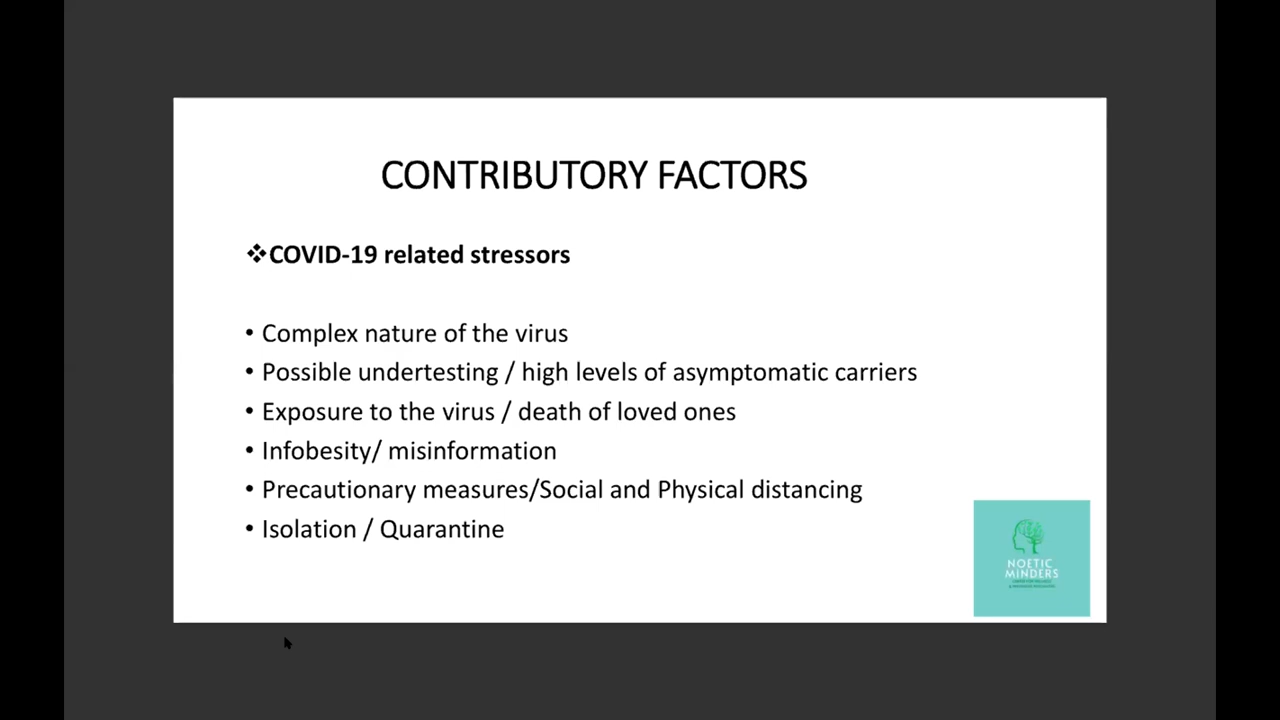 CONTRIBUTORY FACTORS
❖COVID-19 related stressors
• Complex nature of the virus
• Possible undertesting / high levels of asymptomatic carriers
• Exposure to the virus / death of loved ones
• Infobesity/ misinformation
• Precautionary measures/Social and Physical distancing
• Isolation / Quarantine
NOETIC
MINDERS